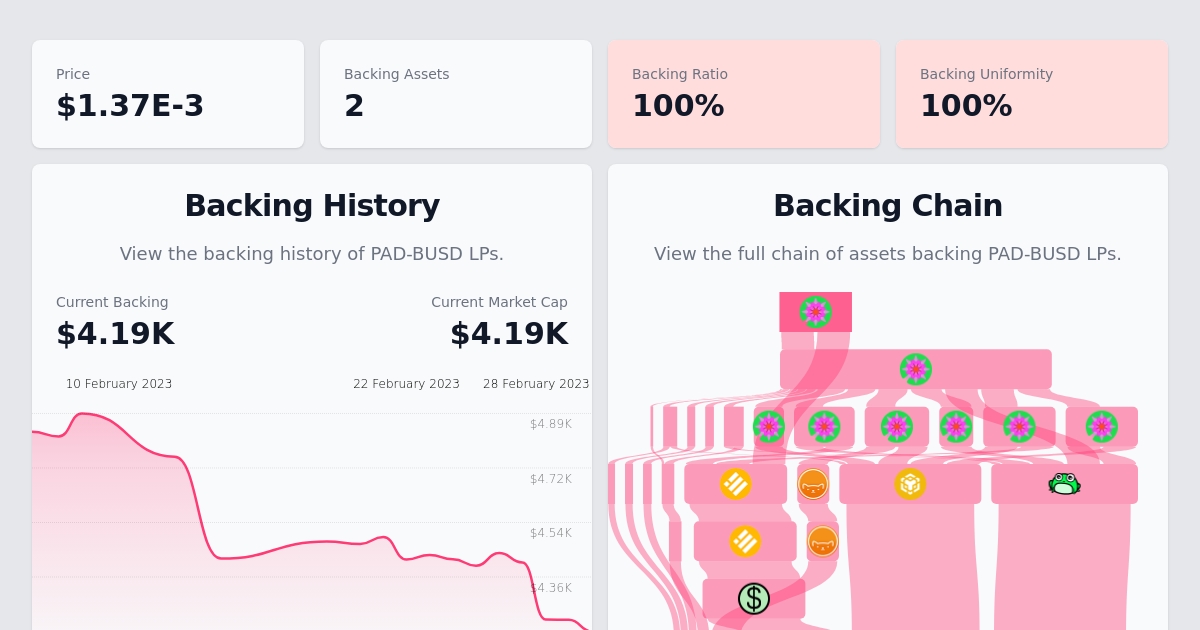 Price
$1.37E-3
Backing Assets
2
Backing Ratio
100%
Backing Uniformity
100%
Backing History
View the backing history of PAD-BUSD LPs.
Current Backing
$4.19K
Current Market Cap
$4.19K
10 February 2023
22 February 2023
28 February 2023
$4.89K
$4.72K
$4.54K
$4.36K
Backing Chain
View the full chain of assets backing PAD-BUSD LPs.
$